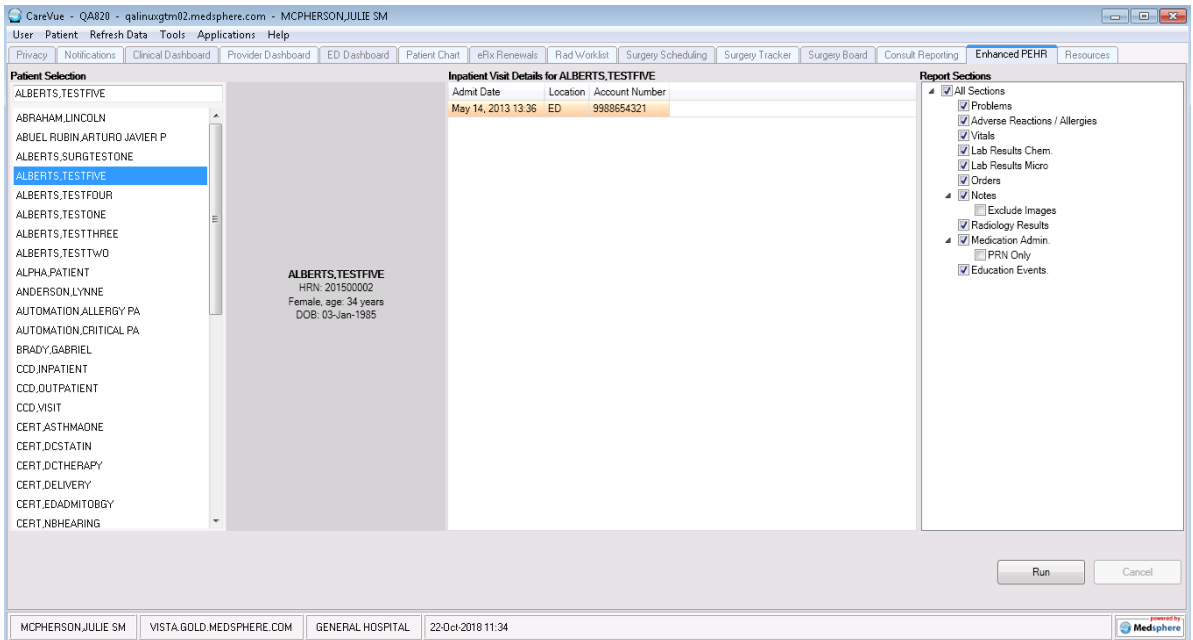 CareVue - QA820 - qalinuxgtm02.medsphere.com - MCPHERSON,JULIE SM
User Patient Refresh Data Tools Applications Help
Privacy Notifications Clinical Dashboard Provider Dashboard ED Dashboard Patient Chart eRx Renewals Rad Worklist Surgery Scheduling Surgery Tracker Surgery Board Consult Reporting Enhanced PEHR Resources
Patient Selection
ALBERTS,TESTFIVE
ABRAHAM,LINCOLN
ABUEL RUBIN,ARTURO JAVIER P
ALBERTS,SURGTESTONE
ALBERTS,TESTFIVE
ALBERTS,TESTFOUR
ALBERTS,TESTONE
ALBERTS,TESTTHREE
ALBERTS,TESTTWO
ALPHA,PATIENT
ANDERSON,LYNNE
AUTOMATION,ALLERGY PA
AUTOMATION,CRITICAL PA
BRADY,GABRIEL
CCD,INPATIENT
CCD,OUTPATIENT
CCD,VISIT
CERT,ASTHMAONE
CERT,DCSTATIN
CERT,DCTHERAPY
CERT,DELIVERY
CERT,EDADMITOBGY
CERT,NBHEARING
ALBERTS,TESTFIVE
HRN: 201500002
Female, age: 34 years
DOB: 03-Jan-1985
Inpatient Visit Details for ALBERTS,TESTFIVE
Admit Date Location Account Number
May 14, 2013 13:36 ED 9988654321
Report Sections
All Sections
Problems
Adverse Reactions / Allergies
Vitals
Lab Results Chem.
Lab Results Micro
Orders
Notes
Exclude Images
Radiology Results
Medication Admin.
PRN Only
Education Events.
Run Cancel
MCPHERSON,JULIE SM VISTA.GOLD.MEDSPHERE.COM GENERAL HOSPITAL 22-Oct-2018 11:34
powered by
Medsphere